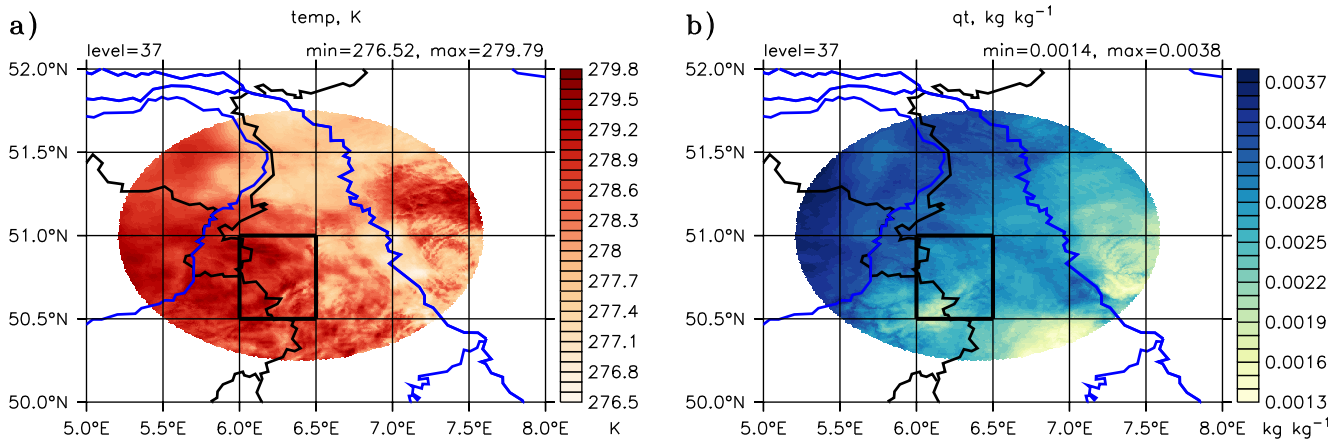 a)
temp, K
level=37
min=276.52, max=279.79
52.0°N
51.5°N
51.0°N
50.5°N
50.0°N
5.0°E
5.5°E
6.0°E
6.5°E
7.0°E
7.5°E
8.0°E
279.8
279.5
279.2
278.9
278.6
278.3
278
277.7
277.4
277.1
276.8
276.5
K
b)
qt, kg kg⁻¹
level=37
min=0.0014, max=0.0038
52.0°N
51.5°N
51.0°N
50.5°N
50.0°N
5.0°E
5.5°E
6.0°E
6.5°E
7.0°E
7.5°E
8.0°E
0.0037
0.0034
0.0031
0.0028
0.0025
0.0022
0.0019
0.0016
0.0013
kg kg⁻¹